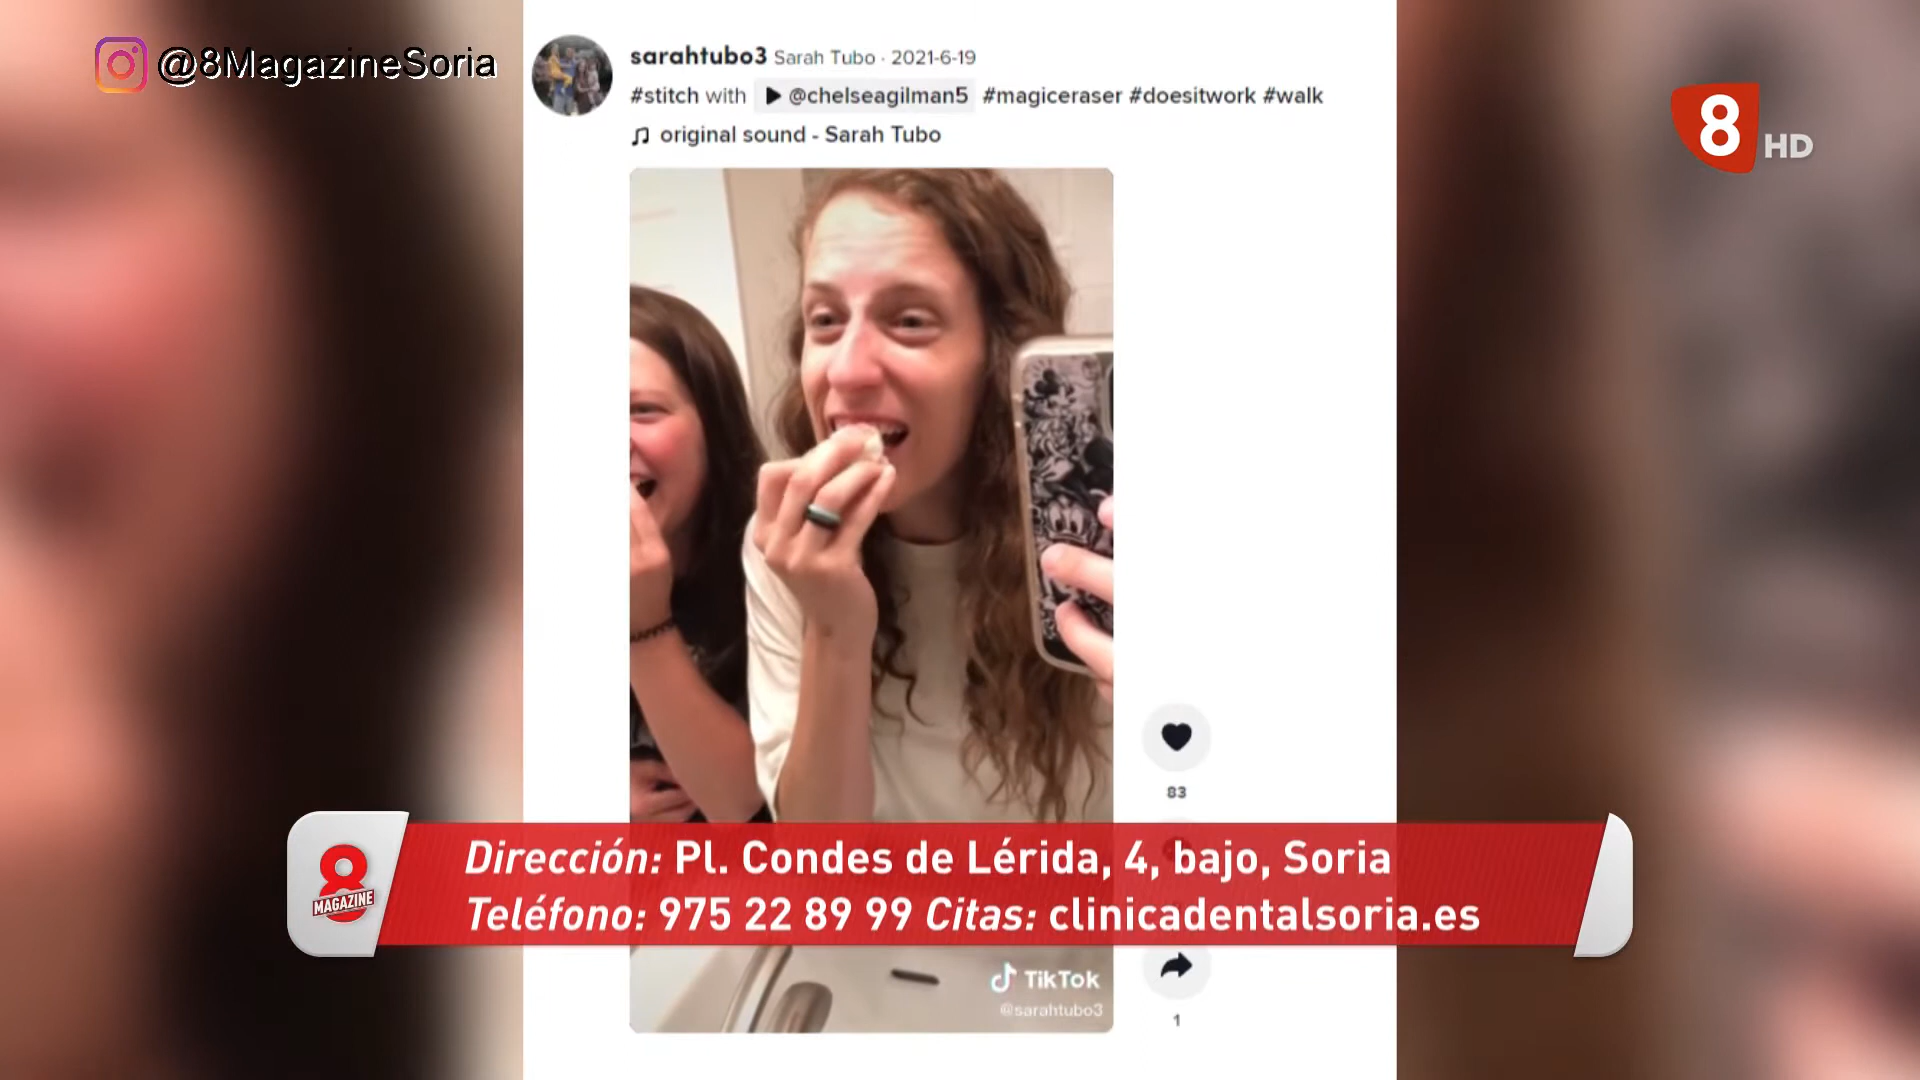 @8MagazineSoria
sarahtubo3 Sarah Tubo · 2021-6-19
#stitch with @chelseagilman5 #magiceraser #doesitwork #walk
original sound - Sarah Tubo
8 HD
83
Dirección: Pl. Condes de Lérida, 4, bajo, Soria
Teléfono: 975 22 89 99 Citas: clinicadentalsoria.es
8
MAGAZINE
TikTok
@sarahtubo3
1